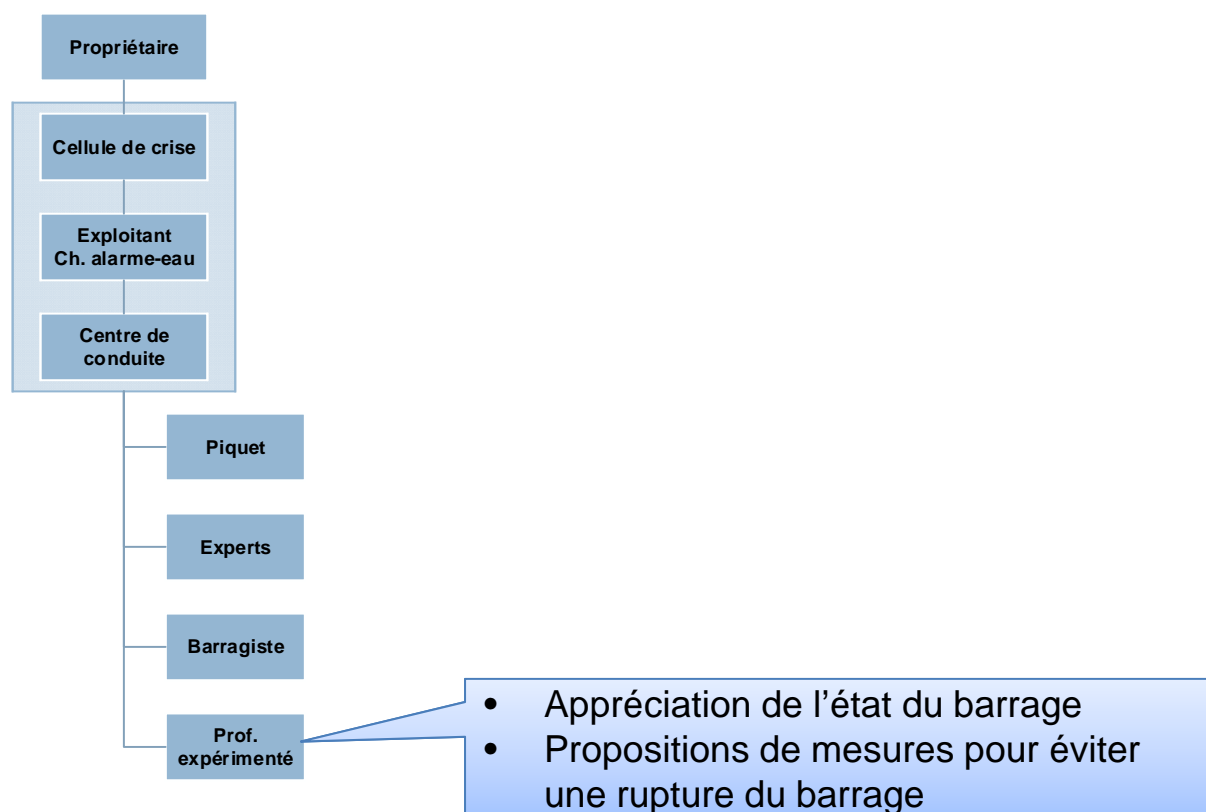 Propriétaire
Cellule de crise
Exploitant
Ch. alarme-eau
Centre de
conduite
Piquet
Experts
Barragiste
Prof.
expérimenté
• Appréciation de l’état du barrage
• Propositions de mesures pour éviter
une rupture du barrage